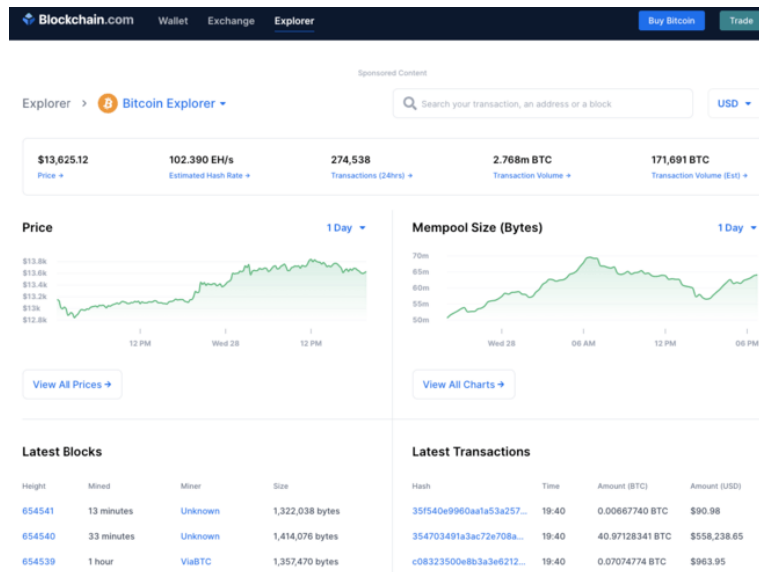 Blockchain.com Wallet Exchange Explorer Buy Bitcoin Trade
Sponsored Content
Explorer > Bitcoin Explorer Search your transaction, an address or a block USD
$13,625.12 102.390 EH/s 274,538 2.768m BTC 171,691 BTC
Price → Estimated Hash Rate → Transactions (24hrs) → Transaction Volume → Transaction Volume (Est) →
Price 1 Day
$13.8k
$13.6k
$13.4k
$13.2k
$13k
$12.8k
12 PM Wed 28 12 PM
View All Prices →
Mempool Size (Bytes) 1 Day
70m
65m
60m
55m
50m
Wed 28 06 AM 12 PM 06 PM
View All Charts →
Latest Blocks
Height Mined Miner Size
654541 13 minutes Unknown 1,322,038 bytes
654540 33 minutes Unknown 1,414,076 bytes
654539 1 hour ViaBTC 1,357,470 bytes
Latest Transactions
Hash Time Amount (BTC) Amount (USD)
35f540e9960aa1a53a257... 19:40 0.00667740 BTC $90.98
354703491a3ac72e708a... 19:40 40.97128341 BTC $558,238.65
c08323500e8b3a3e6212... 19:40 0.07074774 BTC $963.95